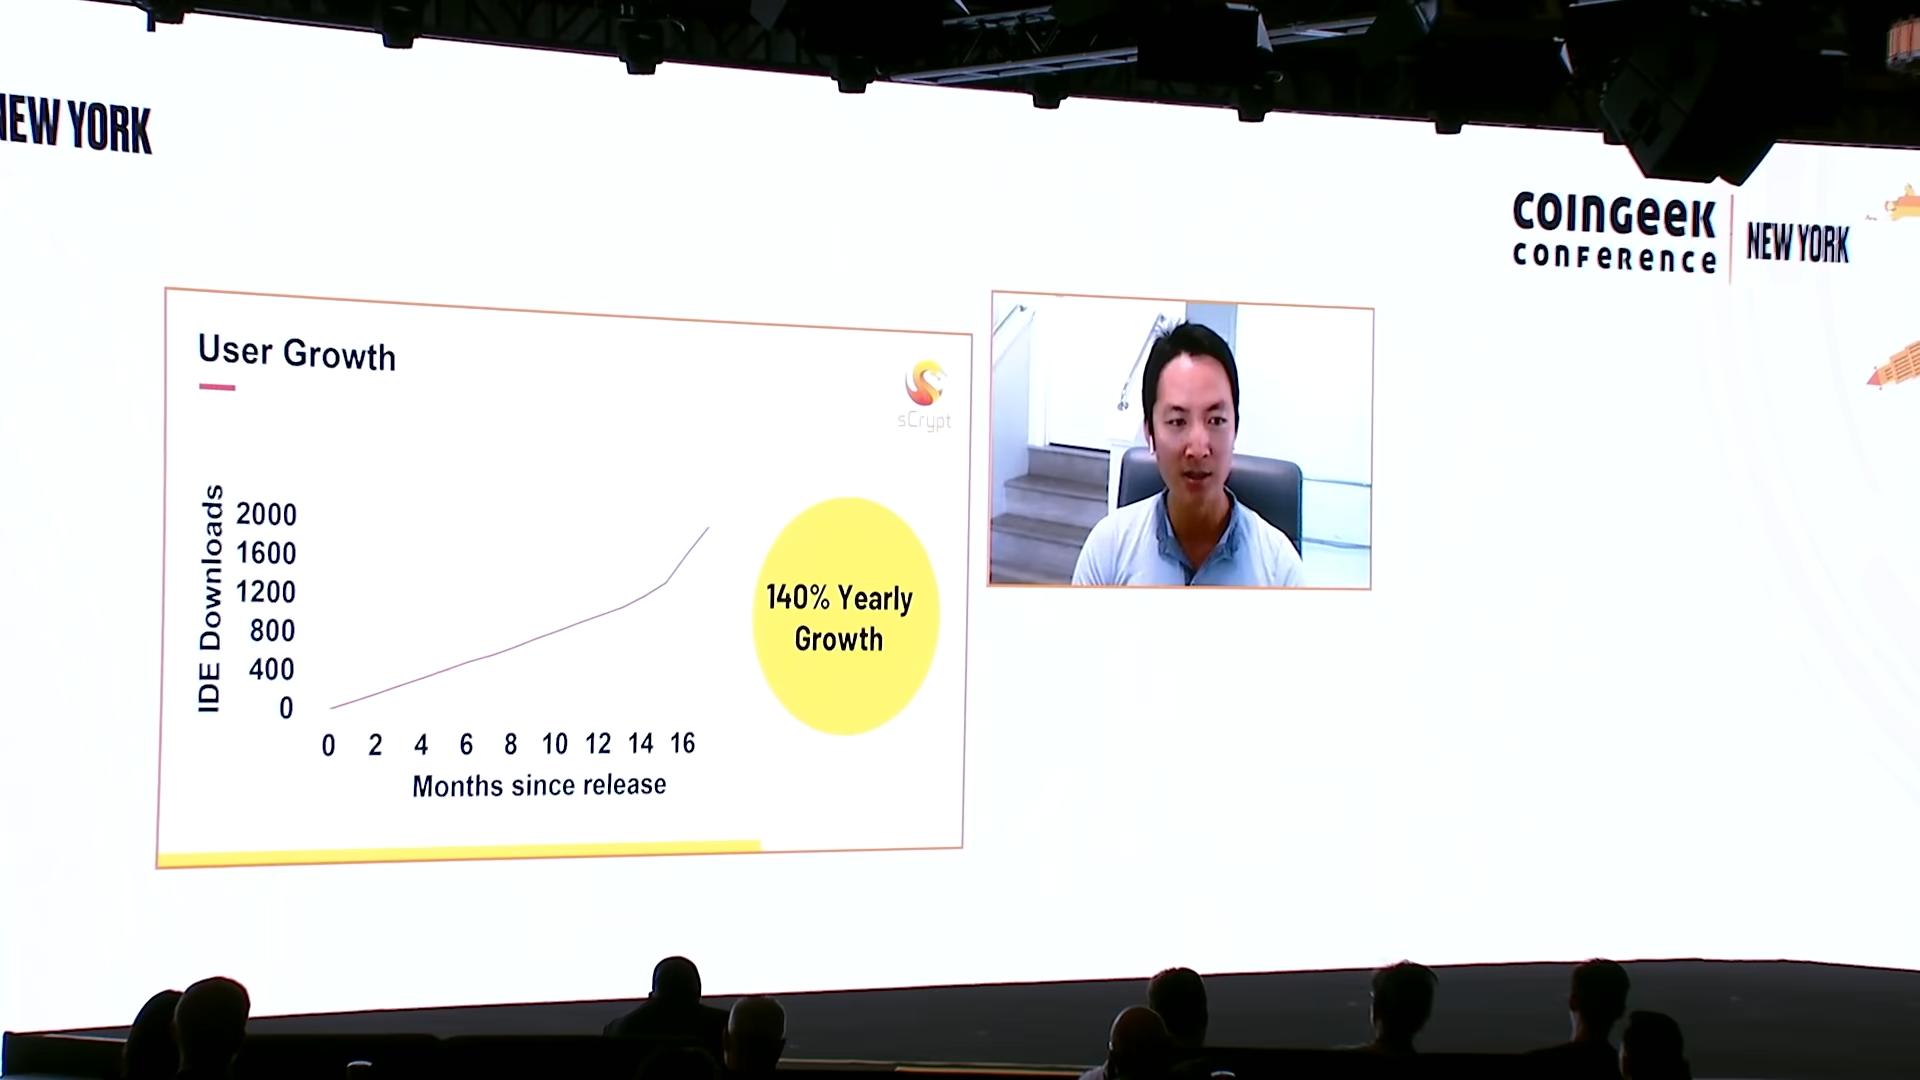 NEW YORK
COINGEEK
CONFERENCE
NEW YORK
User Growth
sCrypt
IDE Downloads
2000
1600
1200
800
400
0
0 2 4 6 8 10 12 14 16
Months since release
140% Yearly
Growth